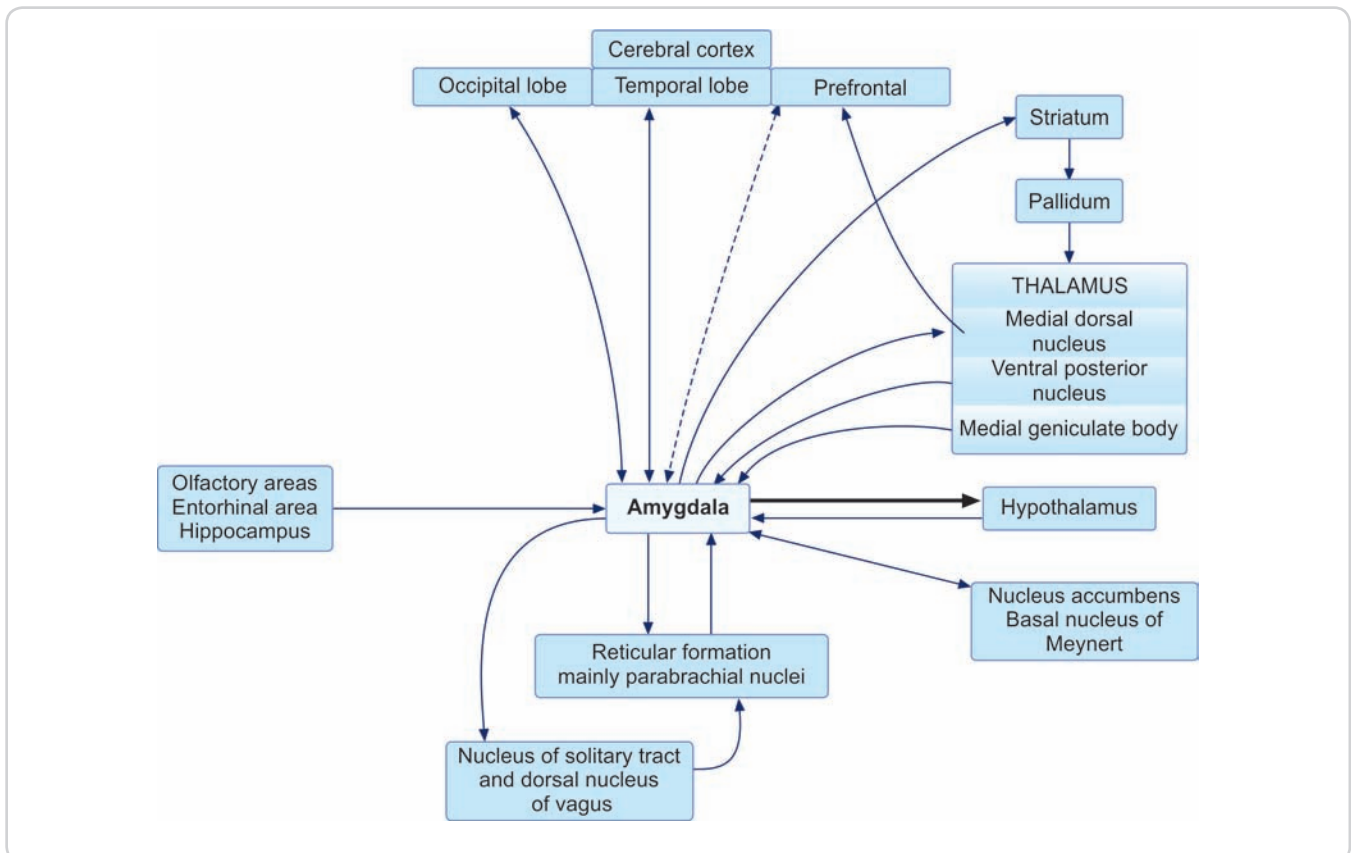 Cerebral cortex
Occipital lobe
Temporal lobe
Prefrontal
Striatum
Pallidum
THALAMUS
Medial dorsal
nucleus
Ventral posterior
nucleus
Medial geniculate body
Olfactory areas
Entorhinal area
Hippocampus
Amygdala
Hypothalamus
Nucleus accumbens
Basal nucleus of
Meynert
Reticular formation
mainly parabrachial nuclei
Nucleus of solitary tract
and dorsal nucleus
of vagus